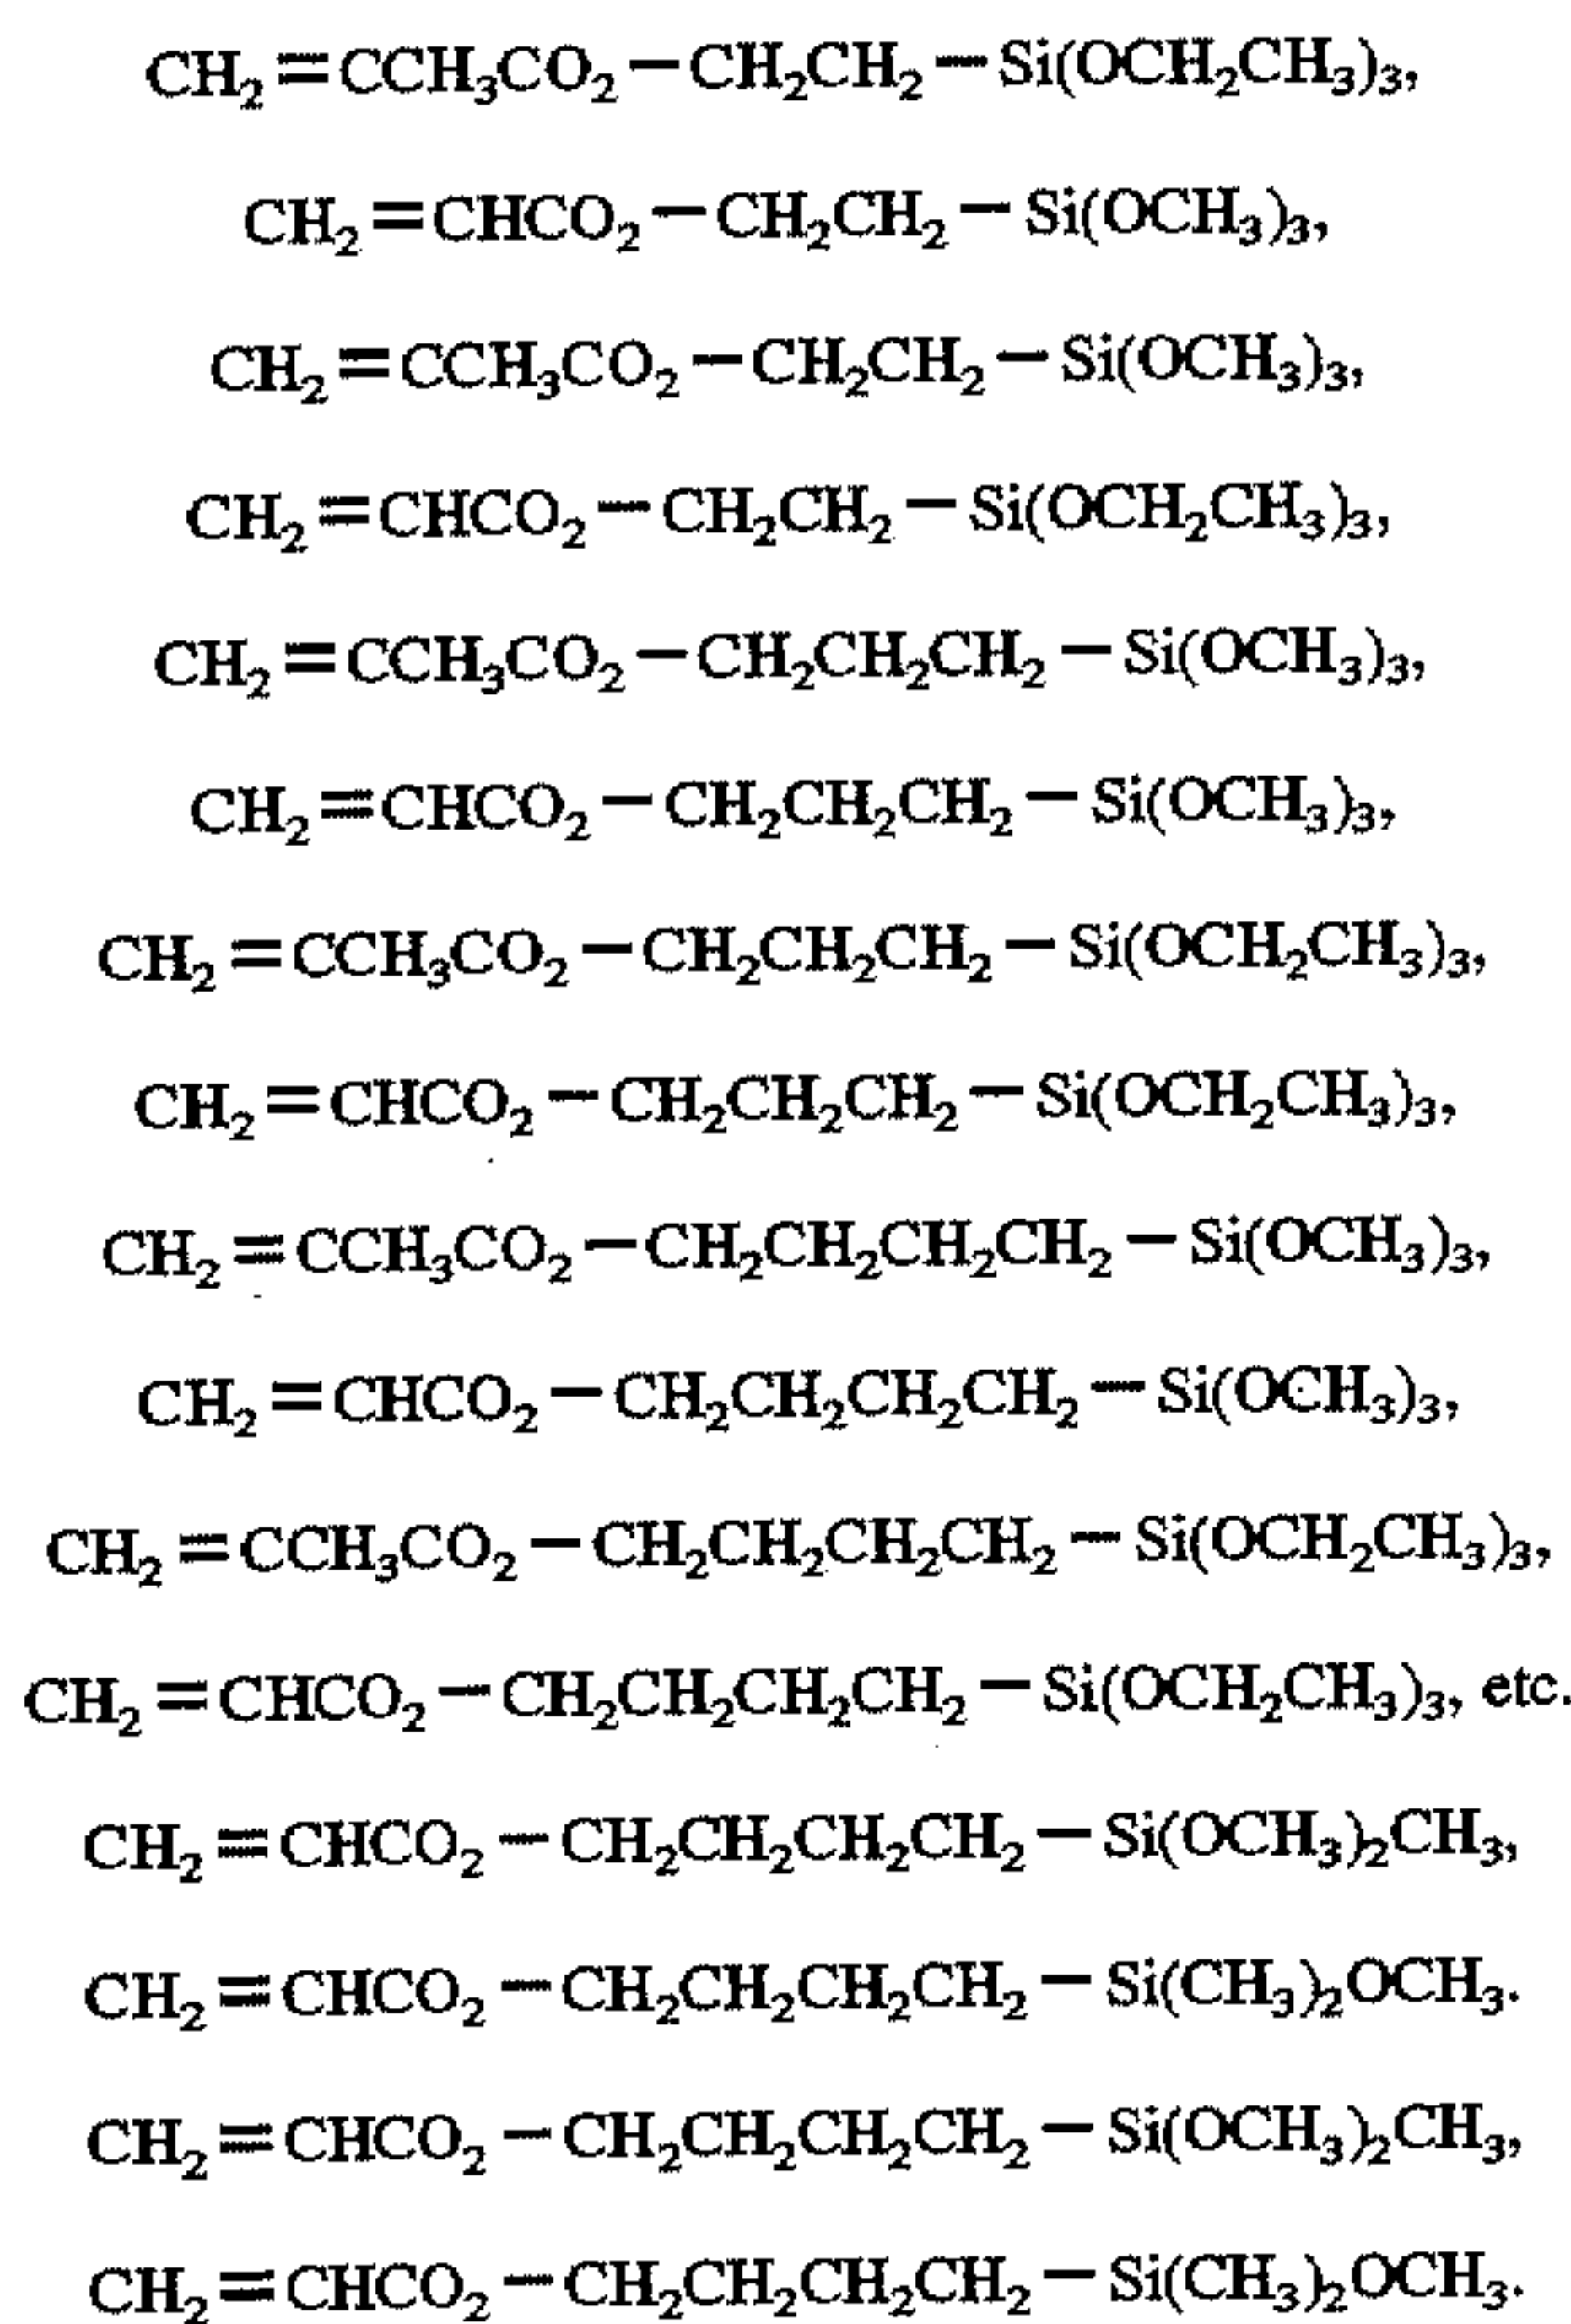 CH₂=CCH₃CO₂−CH₂CH₂−Si(OCH₂CH₃)₃,
CH₂=CHCO₂−CH₂CH₂−Si(OCH₃)₃,
CH₂=CCH₃CO₂−CH₂CH₂−Si(OCH₃)₃,
CH₂=CHCO₂−CH₂CH₂−Si(OCH₂CH₃)₃,
CH₂=CCH₃CO₂−CH₂CH₂CH₂−Si(OCH₃)₃,
CH₂=CHCO₂−CH₂CH₂CH₂−Si(OCH₃)₃,
CH₂=CCH₃CO₂−CH₂CH₂CH₂−Si(OCH₂CH₃)₃,
CH₂=CHCO₂−CH₂CH₂CH₂−Si(OCH₂CH₃)₃,
CH₂=CCH₃CO₂−CH₂CH₂CH₂CH₂−Si(OCH₃)₃,
CH₂=CHCO₂−CH₂CH₂CH₂CH₂−Si(OCH₃)₃,
CH₂=CCH₃CO₂−CH₂CH₂CH₂CH₂−Si(OCH₂CH₃)₃,
CH₂=CHCO₂−CH₂CH₂CH₂CH₂−Si(OCH₂CH₃)₃, etc.
CH₂=CHCO₂−CH₂CH₂CH₂CH₂−Si(OCH₃)₂CH₃,
CH₂=CHCO₂−CH₂CH₂CH₂CH₂−Si(CH₃)₂OCH₃.
CH₂=CHCO₂−CH₂CH₂CH₂CH₂−Si(OCH₃)₂CH₃,
CH₂=CHCO₂−CH₂CH₂CH₂CH₂−Si(CH₃)₂OCH₃.